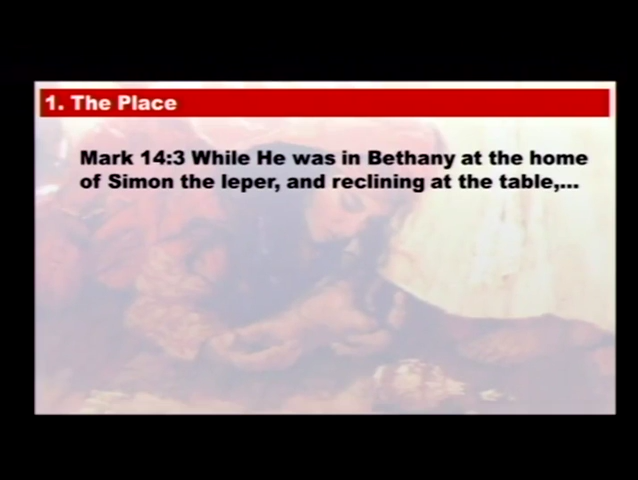 1. The Place
Mark 14:3 While He was in Bethany at the home
of Simon the leper, and reclining at the table,...